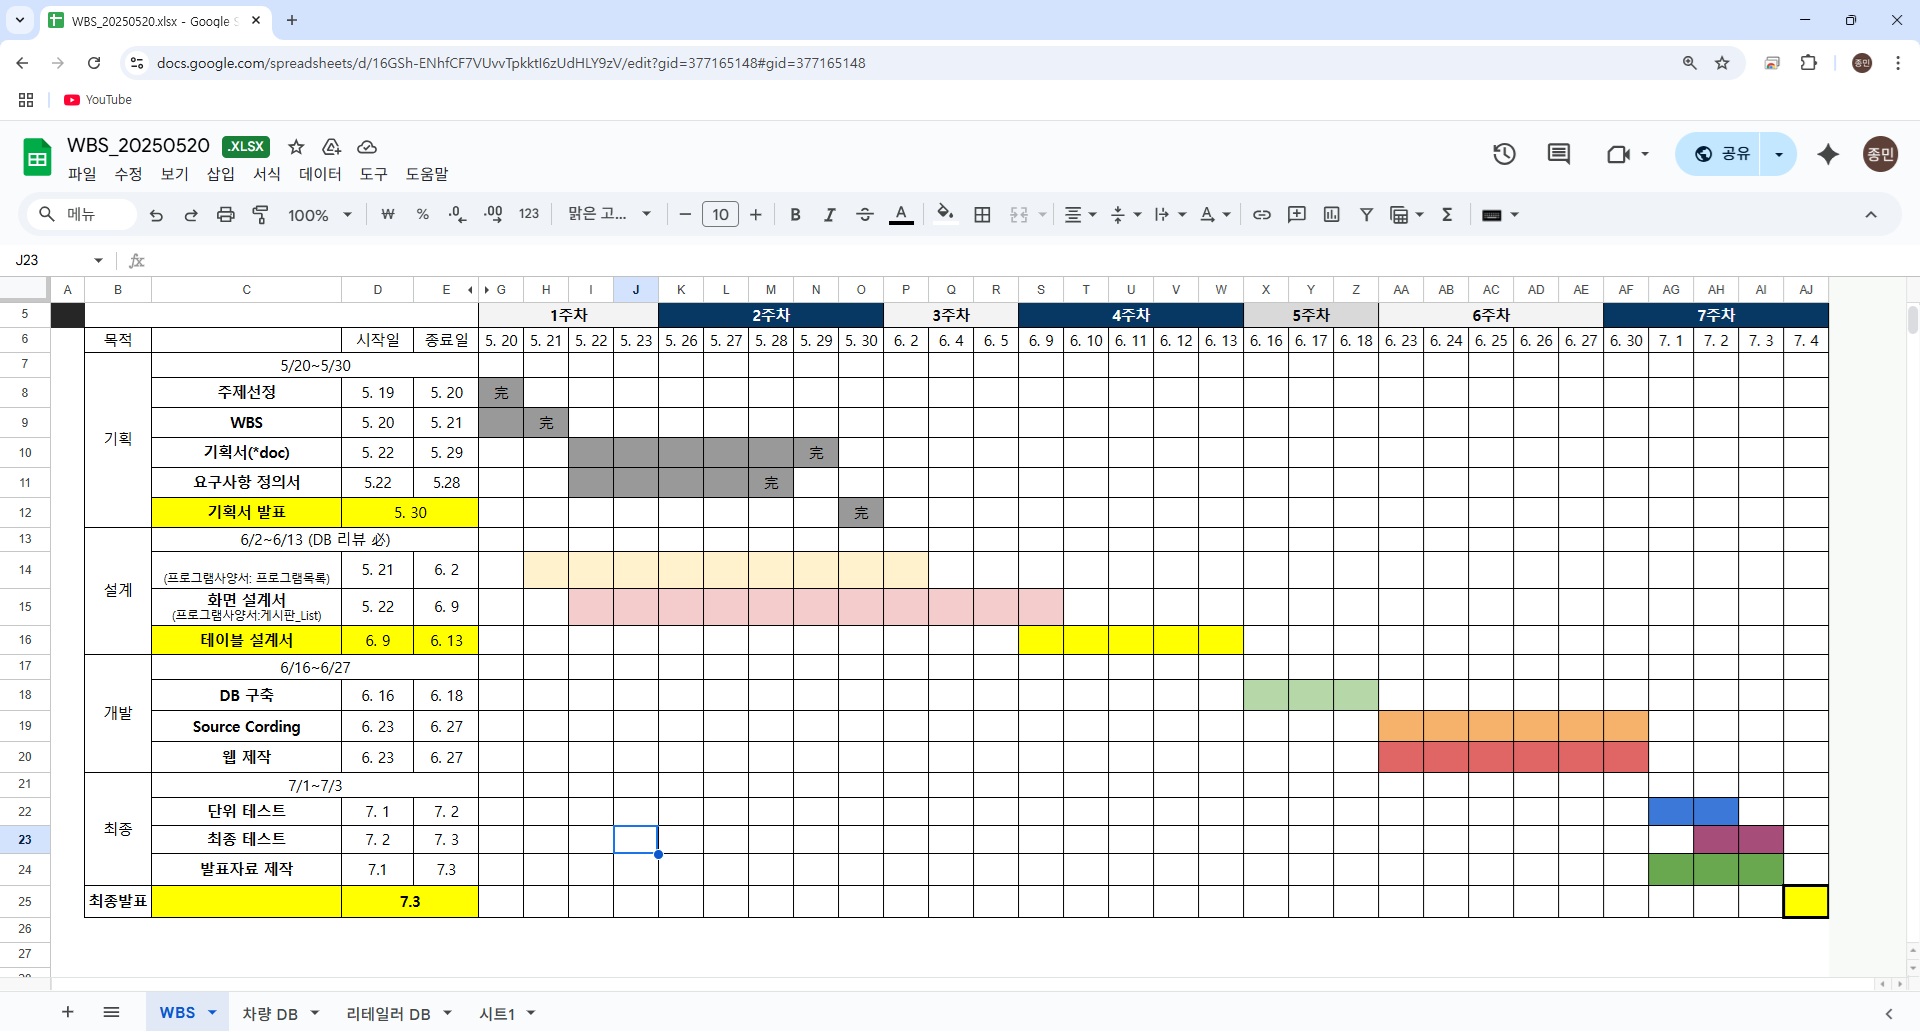 WBS_20250520.xlsx - Google S
docs.google.com/spreadsheets/d/16GSh-ENhfCF7VUvvTpkktI6zUdHLY9zV/edit?gid=377165148#gid=377165148
종민
YouTube
WBS_20250520 .XLSX
파일 수정 보기 삽입 서식 데이터 도구 도움말
공유
종민
메뉴 100% ₩ % .0 .00 123 맑은 고... 10 B I A Σ
J23 fx
A B C D E G H I J K L M N O P Q R S T U V W X Y Z AA AB AC AD AE AF AG AH AI AJ
5 1주차 2주차 3주차 4주차 5주차 6주차 7주차
6 목적 시작일 종료일 5. 20 5. 21 5. 22 5. 23 5. 26 5. 27 5. 28 5. 29 5. 30 6. 2 6. 4 6. 5 6. 9 6. 10 6. 11 6. 12 6. 13 6. 16 6. 17 6. 18 6. 23 6. 24 6. 25 6. 26 6. 27 6. 30 7. 1 7. 2 7. 3 7. 4
7 5/20~5/30
8 주제선정 5. 19 5. 20 完
9 WBS 5. 20 5. 21 完
기획
10 기획서(*doc) 5. 22 5. 29 完
11 요구사항 정의서 5.22 5.28 完
12 기획서 발표 5. 30 完
13 6/2~6/13 (DB 리뷰 必)
14 (프로그램사양서: 프로그램목록) 5. 21 6. 2
설계
15 화면 설계서 5. 22 6. 9
(프로그램사양서:게시판_List)
16 테이블 설계서 6. 9 6. 13
17 6/16~6/27
18 DB 구축 6. 16 6. 18
개발
19 Source Cording 6. 23 6. 27
20 웹 제작 6. 23 6. 27
21 7/1~7/3
22 단위 테스트 7. 1 7. 2
최종
23 최종 테스트 7. 2 7. 3
24 발표자료 제작 7.1 7.3
25 최종발표 7.3
26
27
28
WBS 차량 DB 리테일러 DB 시트1